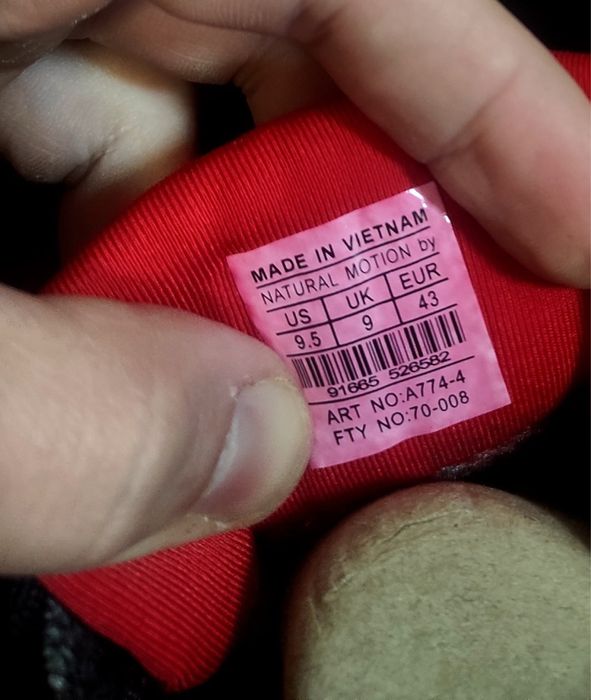 MADE IN VIETNAM
NATURAL MOTION by
US UK EUR
9.5 9 43
91665 526582
ART NO:A774-4
FTY NO:70-008